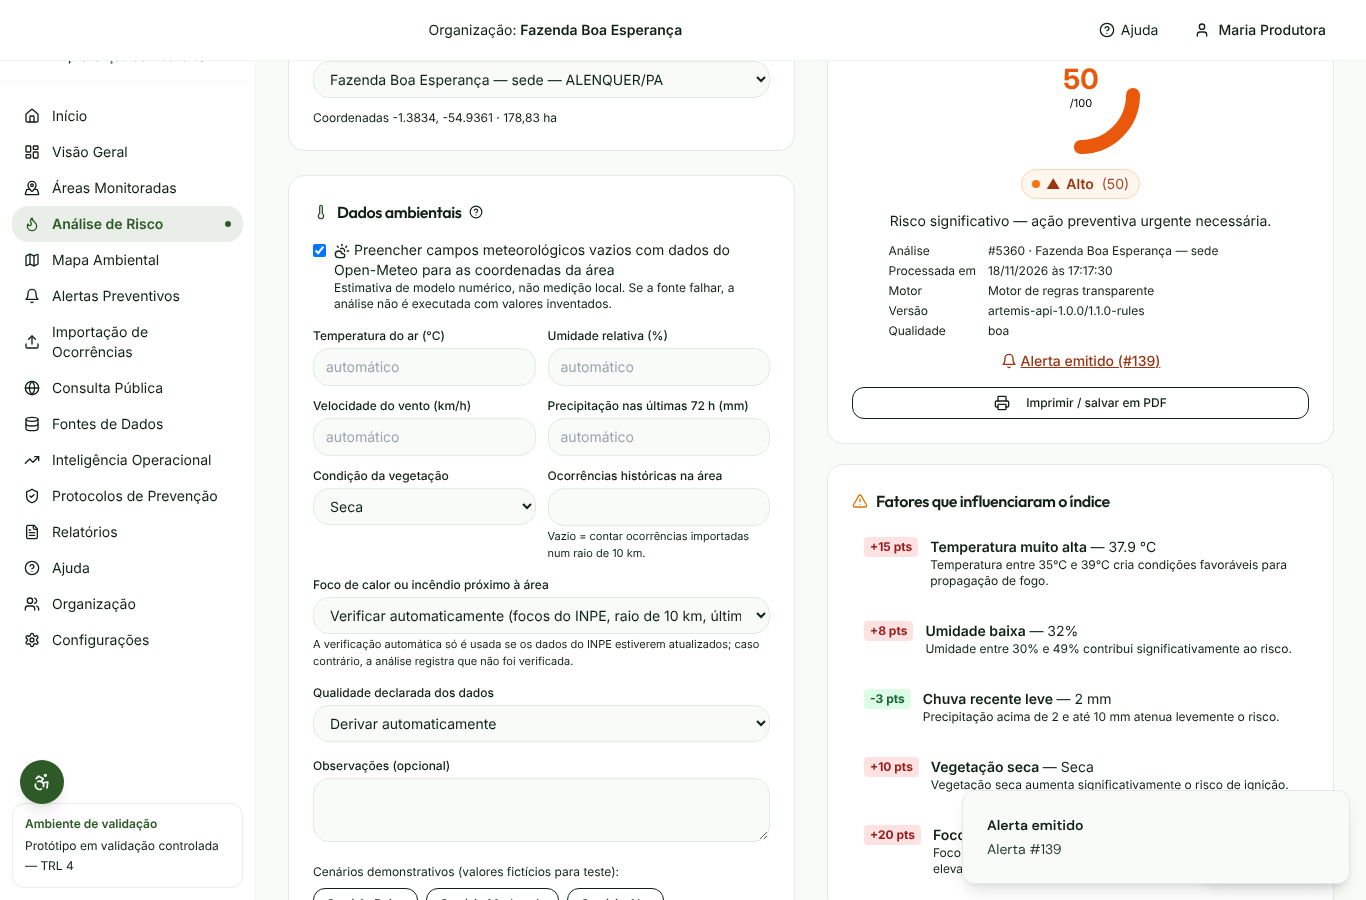 Organização: Fazenda Boa Esperança
Ajuda
Maria Produtora
Início
Visão Geral
Áreas Monitoradas
Análise de Risco
Mapa Ambiental
Alertas Preventivos
Importação de
Ocorrências
Consulta Pública
Fontes de Dados
Inteligência Operacional
Protocolos de Prevenção
Relatórios
Ajuda
Organização
Configurações
Ambiente de validação
Protótipo em validação controlada
— TRL 4
Fazenda Boa Esperança — sede — ALENQUER/PA
Coordenadas -1.3834, -54.9361 · 178,83 ha
Dados ambientais
Preencher campos meteorológicos vazios com dados do
Open-Meteo para as coordenadas da área
Estimativa de modelo numérico, não medição local. Se a fonte falhar, a
análise não é executada com valores inventados.
Temperatura do ar (°C)
Umidade relativa (%)
automático
automático
Velocidade do vento (km/h)
Precipitação nas últimas 72 h (mm)
automático
automático
Condição da vegetação
Ocorrências históricas na área
Seca
Vazio = contar ocorrências importadas
num raio de 10 km.
Foco de calor ou incêndio próximo à área
Verificar automaticamente (focos do INPE, raio de 10 km, últim
A verificação automática só é usada se os dados do INPE estiverem atualizados; caso
contrário, a análise registra que não foi verificada.
Qualidade declarada dos dados
Derivar automaticamente
Observações (opcional)
Cenários demonstrativos (valores fictícios para teste):
50
/100
▲ Alto (50)
Risco significativo — ação preventiva urgente necessária.
Análise #5360 · Fazenda Boa Esperança — sede
Processada em 18/11/2026 às 17:17:30
Motor Motor de regras transparente
Versão artemis-api-1.0.0/1.1.0-rules
Qualidade boa
Alerta emitido (#139)
Imprimir / salvar em PDF
Fatores que influenciaram o índice
+15 pts Temperatura muito alta — 37.9 °C
Temperatura entre 35°C e 39°C cria condições favoráveis para
propagação de fogo.
+8 pts Umidade baixa — 32%
Umidade entre 30% e 49% contribui significativamente ao risco.
-3 pts Chuva recente leve — 2 mm
Precipitação acima de 2 e até 10 mm atenua levemente o risco.
+10 pts Vegetação seca — Seca
Vegetação seca aumenta significativamente o risco de ignição.
+20 pts Foco
Foco
eleva
Alerta emitido
Alerta #139